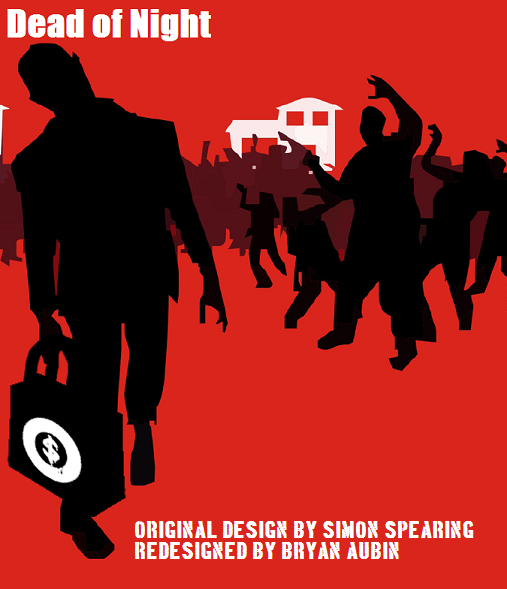 Dead of Night
$
ORIGINAL DESIGN BY SIMON SPEARING
REDESIGNED BY BRYAN AUBIN